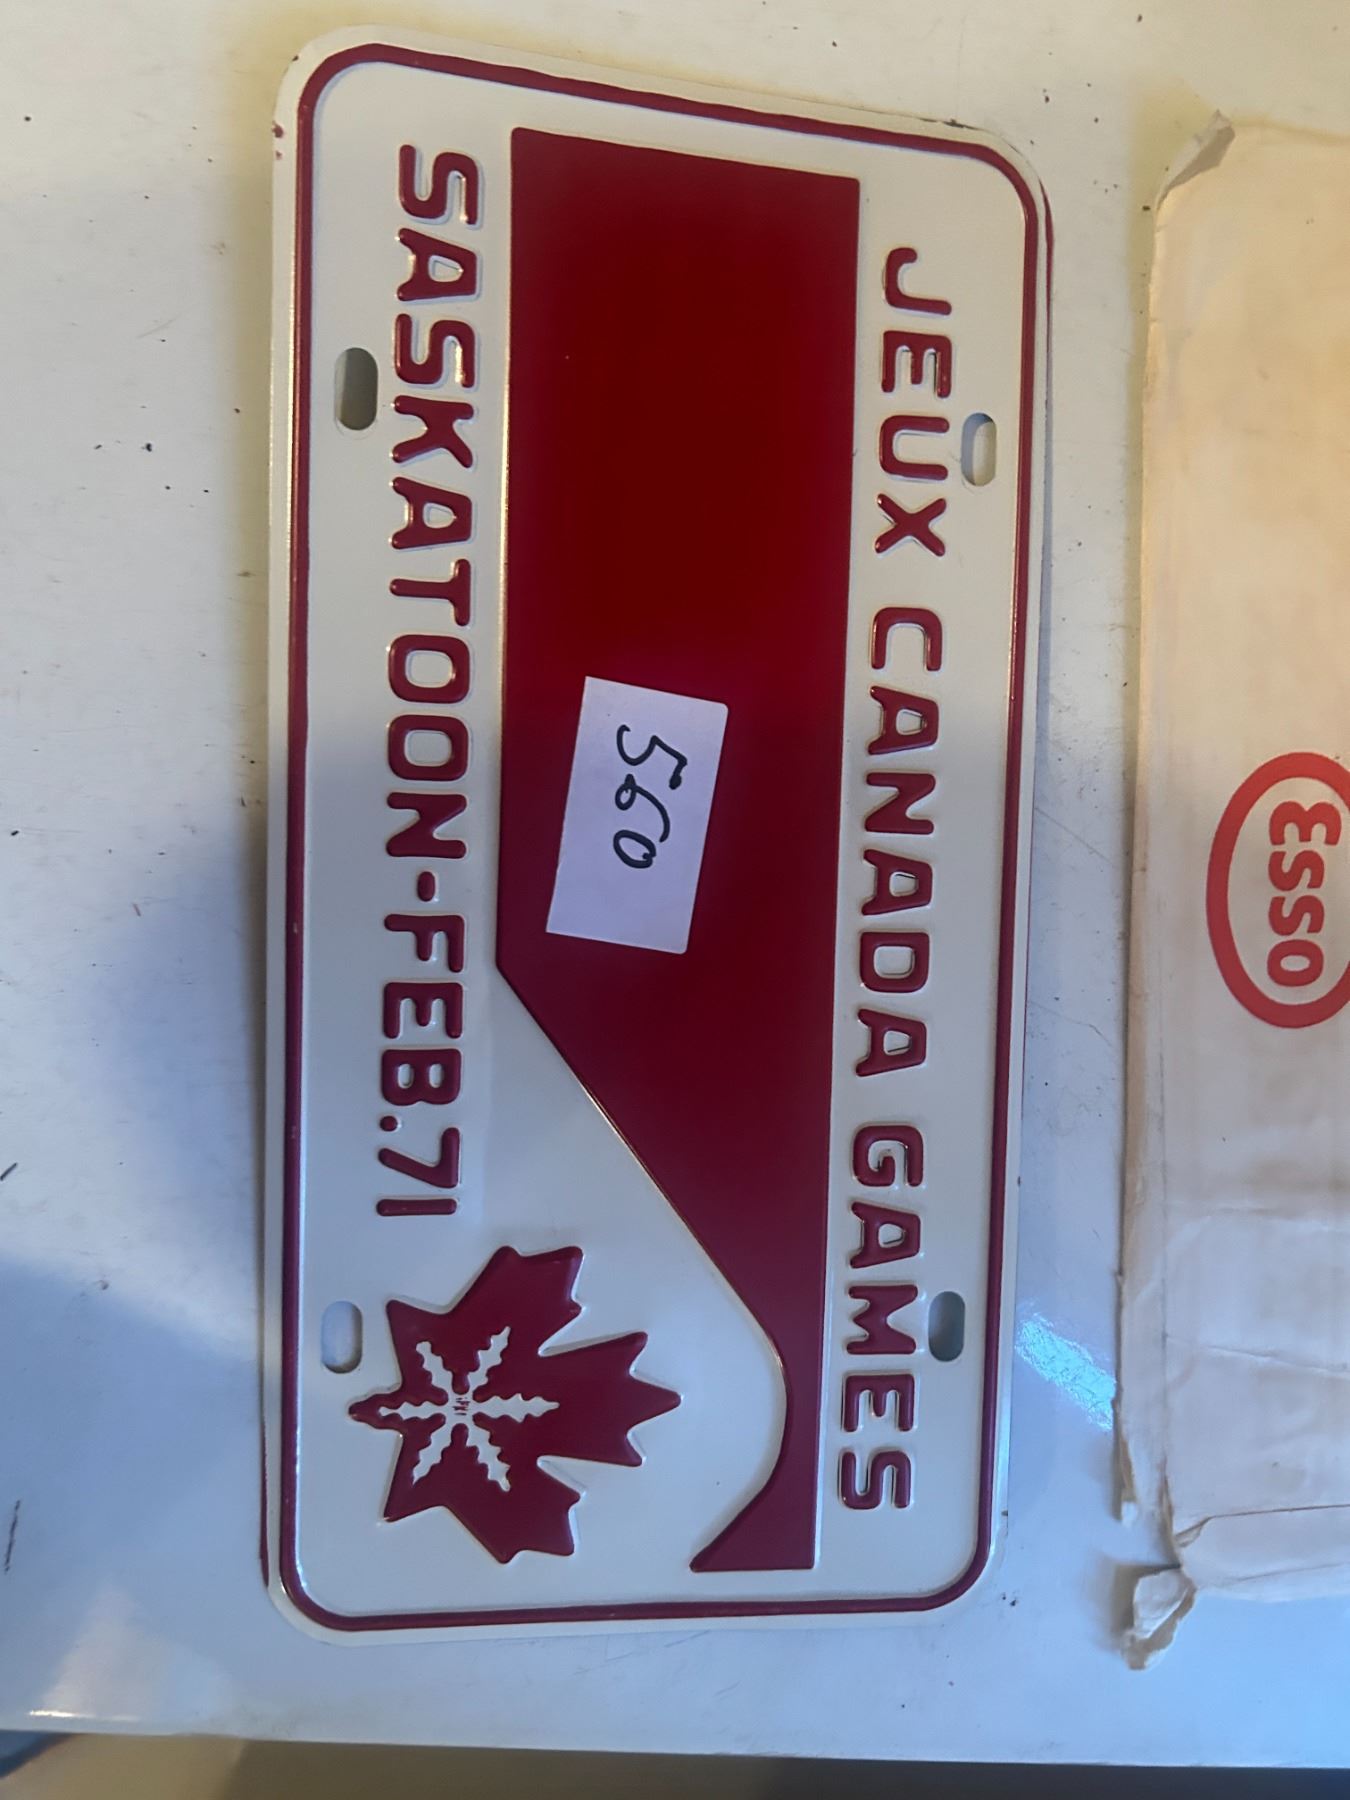 JEUX CANADA GAMES
560
SASKATOON-FEB.71
ESSO